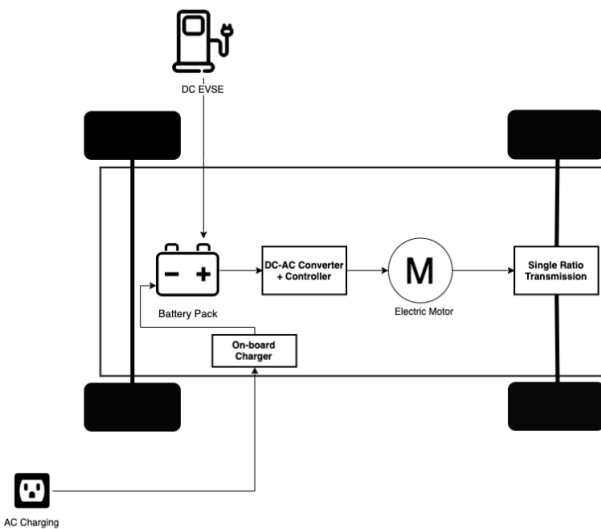 DC EVSE
DC-AC Converter
+ Controller
M
Single Ratio
Transmission
Battery Pack
Electric Motor
On-board
Charger
AC Charging